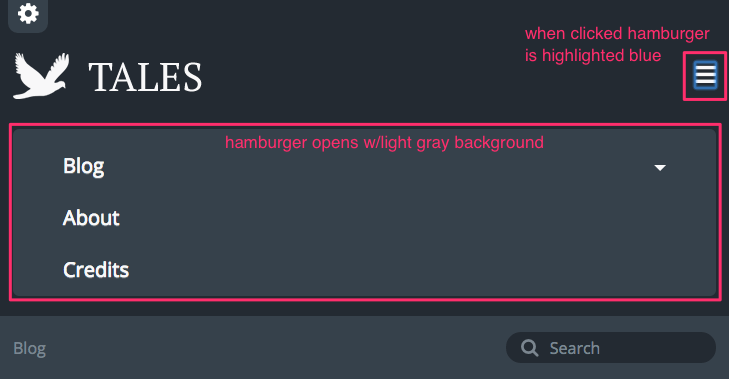 when clicked hamburger
is highlighted blue
TALES
hamburger opens w/light gray background
Blog
About
Credits
Blog
Search